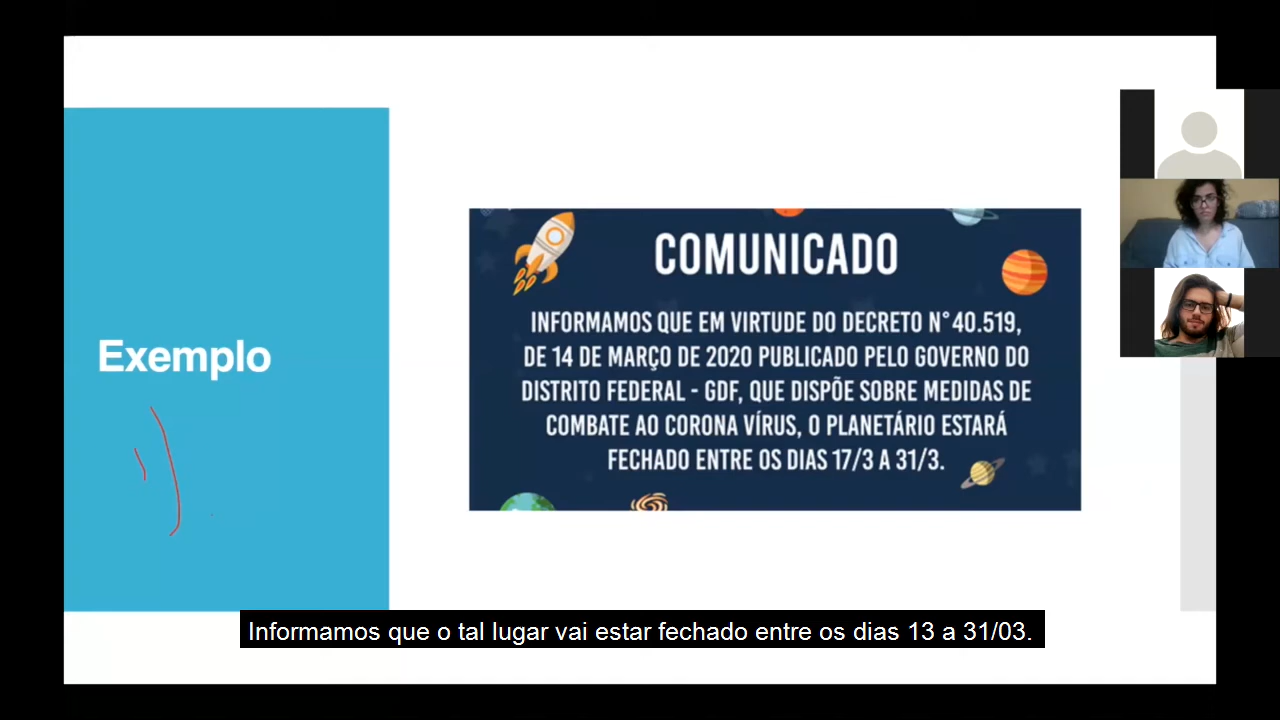 Exemplo
COMUNICADO
INFORMAMOS QUE EM VIRTUDE DO DECRETO N°40.519,
DE 14 DE MARÇO DE 2020 PUBLICADO PELO GOVERNO DO
DISTRITO FEDERAL - GDF, QUE DISPÕE SOBRE MEDIDAS DE
COMBATE AO CORONA VÍRUS, O PLANETÁRIO ESTARÁ
FECHADO ENTRE OS DIAS 17/3 A 31/3.
Informamos que o tal lugar vai estar fechado entre os dias 13 a 31/03.